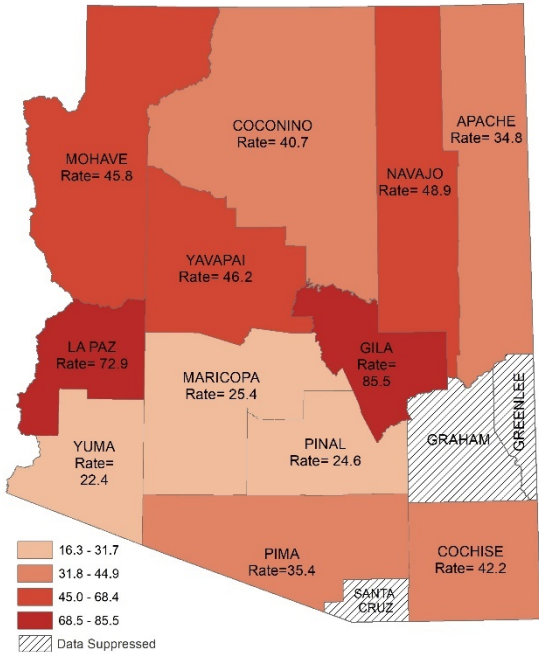 COCONINO
Rate= 40.7
APACHE
Rate= 34.8
MOHAVE
Rate= 45.8
NAVAJO
Rate= 48.9
YAVAPAI
Rate= 46.2
LA PAZ
Rate= 72.9
GILA
Rate=
85.5
MARICOPA
Rate= 25.4
GREENLEE
GRAHAM
YUMA
Rate=
22.4
PINAL
Rate= 24.6
PIMA
Rate=35.4
COCHISE
Rate= 42.2
SANTA
CRUZ
16.3 - 31.7
31.8 - 44.9
45.0 - 68.4
68.5 - 85.5
Data Suppressed